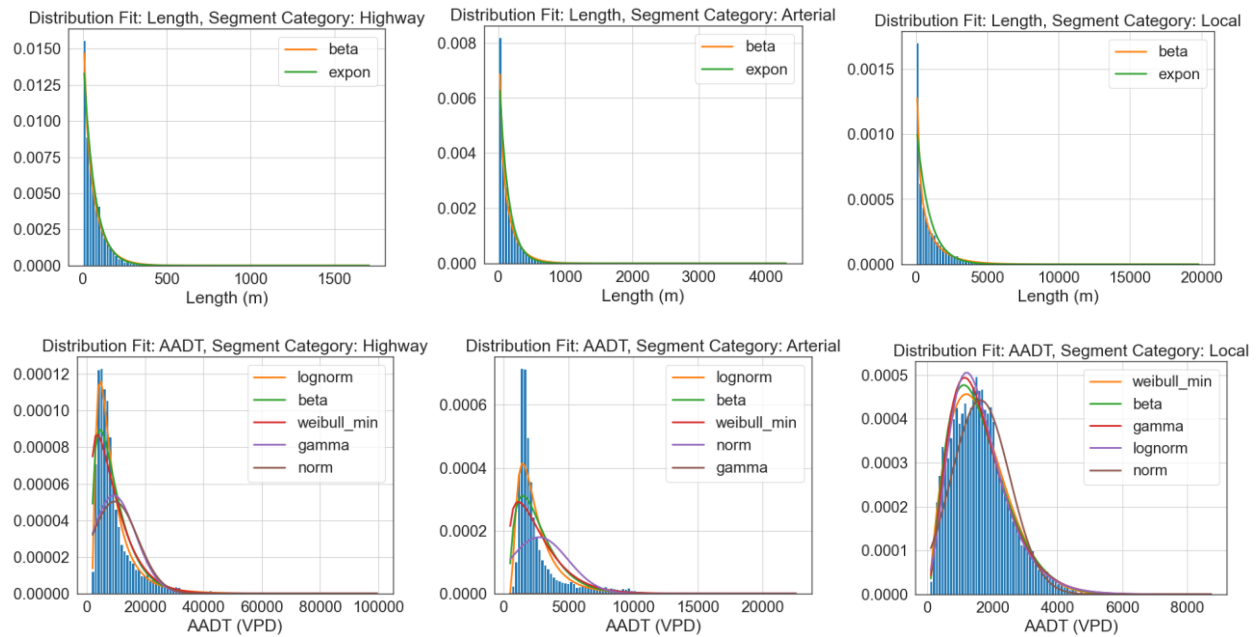 Distribution Fit: Length, Segment Category: Highway
0.0150
0.0125
0.0100
0.0075
0.0050
0.0025
0.0000
beta
expon
0 500 1000 1500
Length (m)
Distribution Fit: Length, Segment Category: Arterial
0.008
0.006
0.004
0.002
0.000
beta
expon
0 1000 2000 3000 4000
Length (m)
Distribution Fit: Length, Segment Category: Local
0.0015
0.0010
0.0005
0.0000
beta
expon
0 5000 10000 15000 20000
Length (m)
Distribution Fit: AADT, Segment Category: Highway
0.00012
0.00010
0.00008
0.00006
0.00004
0.00002
0.00000
lognorm
beta
weibull_min
gamma
norm
0 20000 40000 60000 80000 100000
AADT (VPD)
Distribution Fit: AADT, Segment Category: Arterial
0.0006
0.0004
0.0002
0.0000
lognorm
beta
weibull_min
norm
gamma
0 5000 10000 15000 20000
AADT (VPD)
Distribution Fit: AADT, Segment Category: Local
0.0005
0.0004
0.0003
0.0002
0.0001
0.0000
weibull_min
beta
gamma
lognorm
norm
0 2000 4000 6000 8000
AADT (VPD)